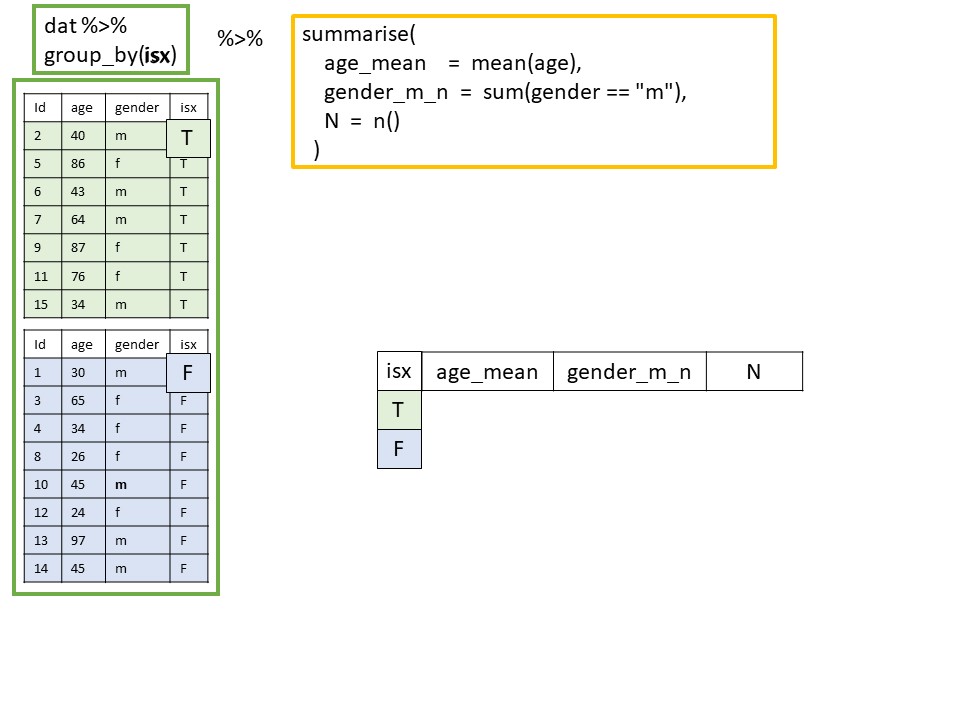 dat %>%
group_by(isx)
%>%
summarise(
age_mean = mean(age),
gender_m_n = sum(gender == "m"),
N = n()
)
Id age gender isx
2 40 m T
5 86 f T
6 43 m T
7 64 m T
9 87 f T
11 76 f T
15 34 m T
Id age gender isx
1 30 m F
3 65 f F
4 34 f F
8 26 f F
10 45 m F
12 24 f F
13 97 m F
14 45 m F
isx age_mean gender_m_n N
T
F